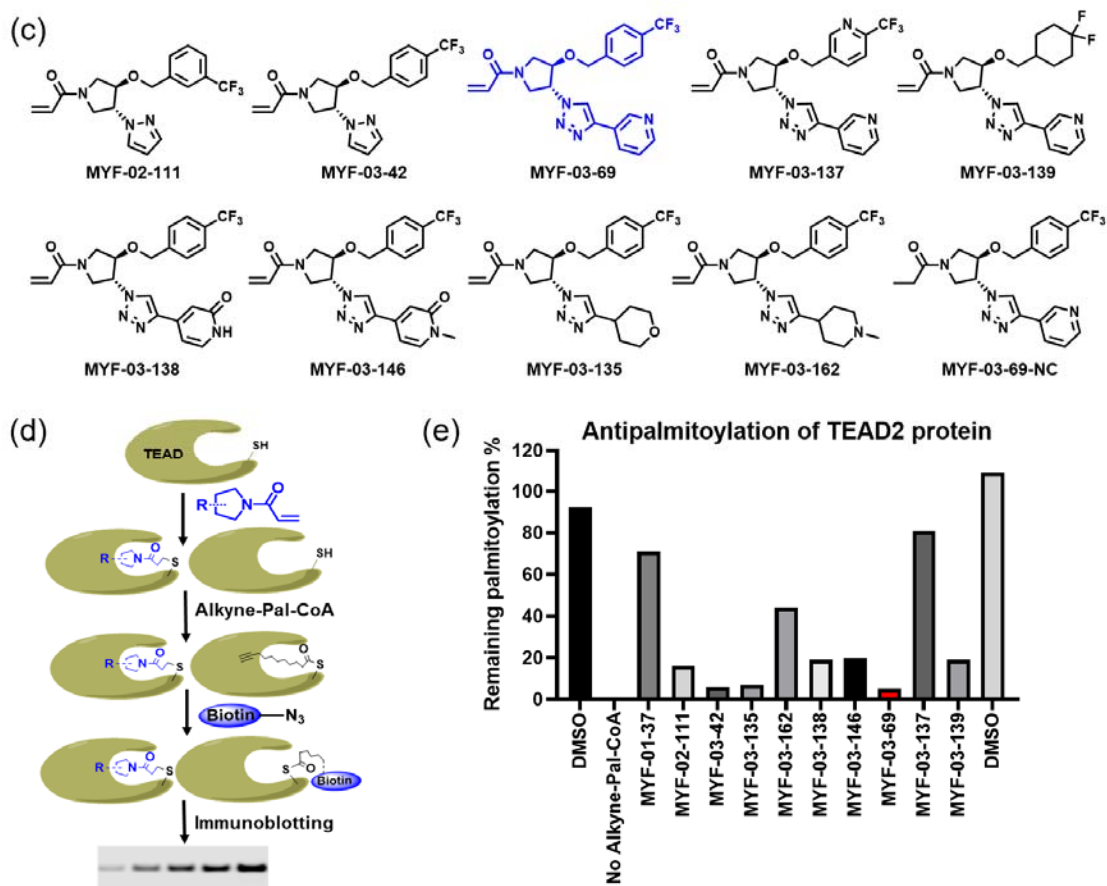 (c)
MYF-02-111
MYF-03-42
MYF-03-69
MYF-03-137
MYF-03-139
O
N
O
CF3
N
N
O
N
O
CF3
N
N
O
N
O
CF3
N
N
N
N
O
N
O
N
CF3
N
N
N
N
O
N
O
F
F
N
N
N
N
O
N
O
CF3
N
N
N
O
NH
O
N
O
CF3
N
N
N
O
N
O
N
O
CF3
N
N
N
O
O
N
O
CF3
N
N
N
N
O
N
O
CF3
N
N
N
N
MYF-03-138
MYF-03-146
MYF-03-135
MYF-03-162
MYF-03-69-NC
(d)
TEAD
SH
R
N
O
R
N
O
S
SH
Alkyne-Pal-CoA
R
N
O
S
O
S
Biotin
N3
R
N
O
S
S
O
Biotin
Immunoblotting
(e)
Antipalmitoylation of TEAD2 protein
Remaining palmitoylation %
120
100
80
60
40
20
0
DMSO
No Alkyne-Pal-CoA
MYF-01-37
MYF-02-111
MYF-03-42
MYF-03-135
MYF-03-162
MYF-03-138
MYF-03-146
MYF-03-69
MYF-03-137
MYF-03-139
DMSO